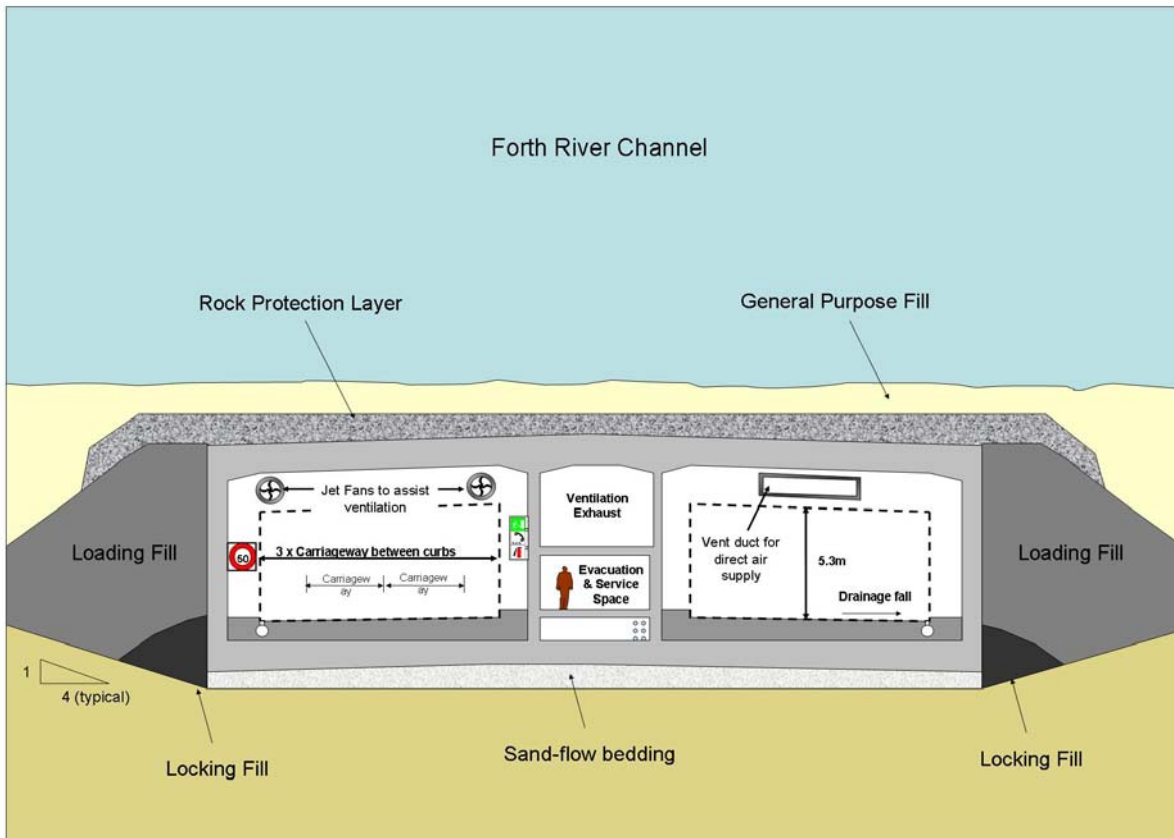 Forth River Channel
Rock Protection Layer
General Purpose Fill
Jet Fans to assist
ventilation
Ventilation
Exhaust
Vent duct for
direct air
supply
5.3m
Loading Fill
50
3 x Carriageway between curbs
Carriagew
ay
Carriagew
ay
Evacuation
& Service
Space
Drainage fall
Loading Fill
1
4 (typical)
Locking Fill
Sand-flow bedding
Locking Fill